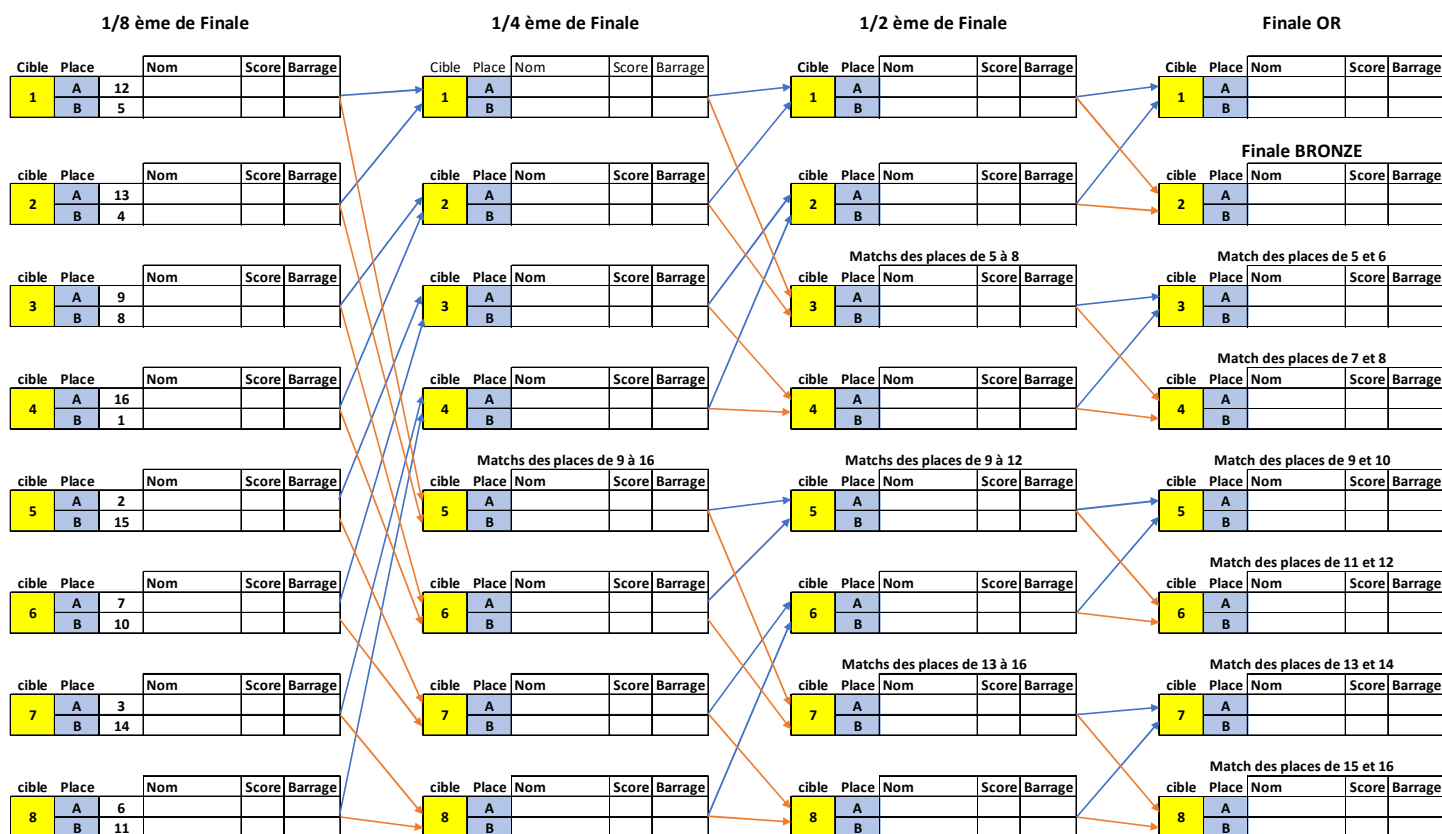 1/8 ème de Finale 1/4 ème de Finale 1/2 ème de Finale Finale OR
Cible Place Nom Score Barrage Cible Place Nom Score Barrage Cible Place Nom Score Barrage Cible Place Nom Score Barrage
1 A 12 1 A 1 A 1 A
B 5 B B B
Finale BRONZE
cible Place Nom Score Barrage cible Place Nom Score Barrage cible Place Nom Score Barrage cible Place Nom Score Barrage
2 A 13 2 A 2 A 2 A
B 4 B B B
Matchs des places de 5 à 8 Match des places de 5 et 6
cible Place Nom Score Barrage cible Place Nom Score Barrage cible Place Nom Score Barrage cible Place Nom Score Barrage
3 A 9 3 A 3 A 3 A
B 8 B B B
Match des places de 7 et 8
cible Place Nom Score Barrage cible Place Nom Score Barrage cible Place Nom Score Barrage cible Place Nom Score Barrage
4 A 16 4 A 4 A 4 A
B 1 B B B
Matchs des places de 9 à 16 Matchs des places de 9 à 12 Match des places de 9 et 10
cible Place Nom Score Barrage cible Place Nom Score Barrage cible Place Nom Score Barrage cible Place Nom Score Barrage
5 A 2 5 A 5 A 5 A
B 15 B B B
Match des places de 11 et 12
cible Place Nom Score Barrage cible Place Nom Score Barrage cible Place Nom Score Barrage cible Place Nom Score Barrage
6 A 7 6 A 6 A 6 A
B 10 B B B
Matchs des places de 13 à 16 Match des places de 13 et 14
cible Place Nom Score Barrage cible Place Nom Score Barrage cible Place Nom Score Barrage cible Place Nom Score Barrage
7 A 3 7 A 7 A 7 A
B 14 B B B
Match des places de 15 et 16
cible Place Nom Score Barrage cible Place Nom Score Barrage cible Place Nom Score Barrage cible Place Nom Score Barrage
8 A 6 8 A 8 A 8 A
B 11 B B B